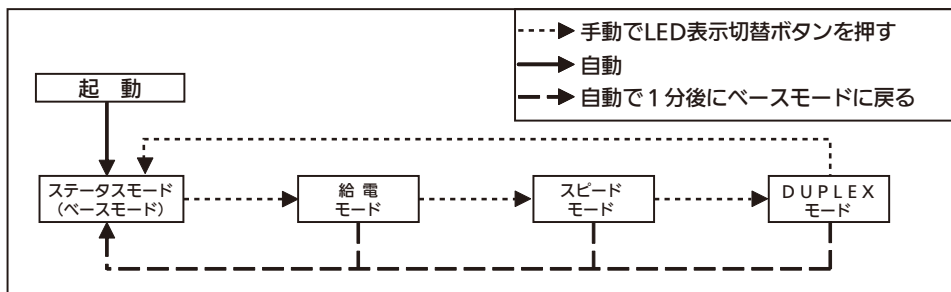 手動でLED表示切替ボタンを押す
自動
自動で1分後にベースモードに戻る
起 動
ステータスモード
(ベースモード)
給 電
モード
スピード
モード
DUPLEX
モード